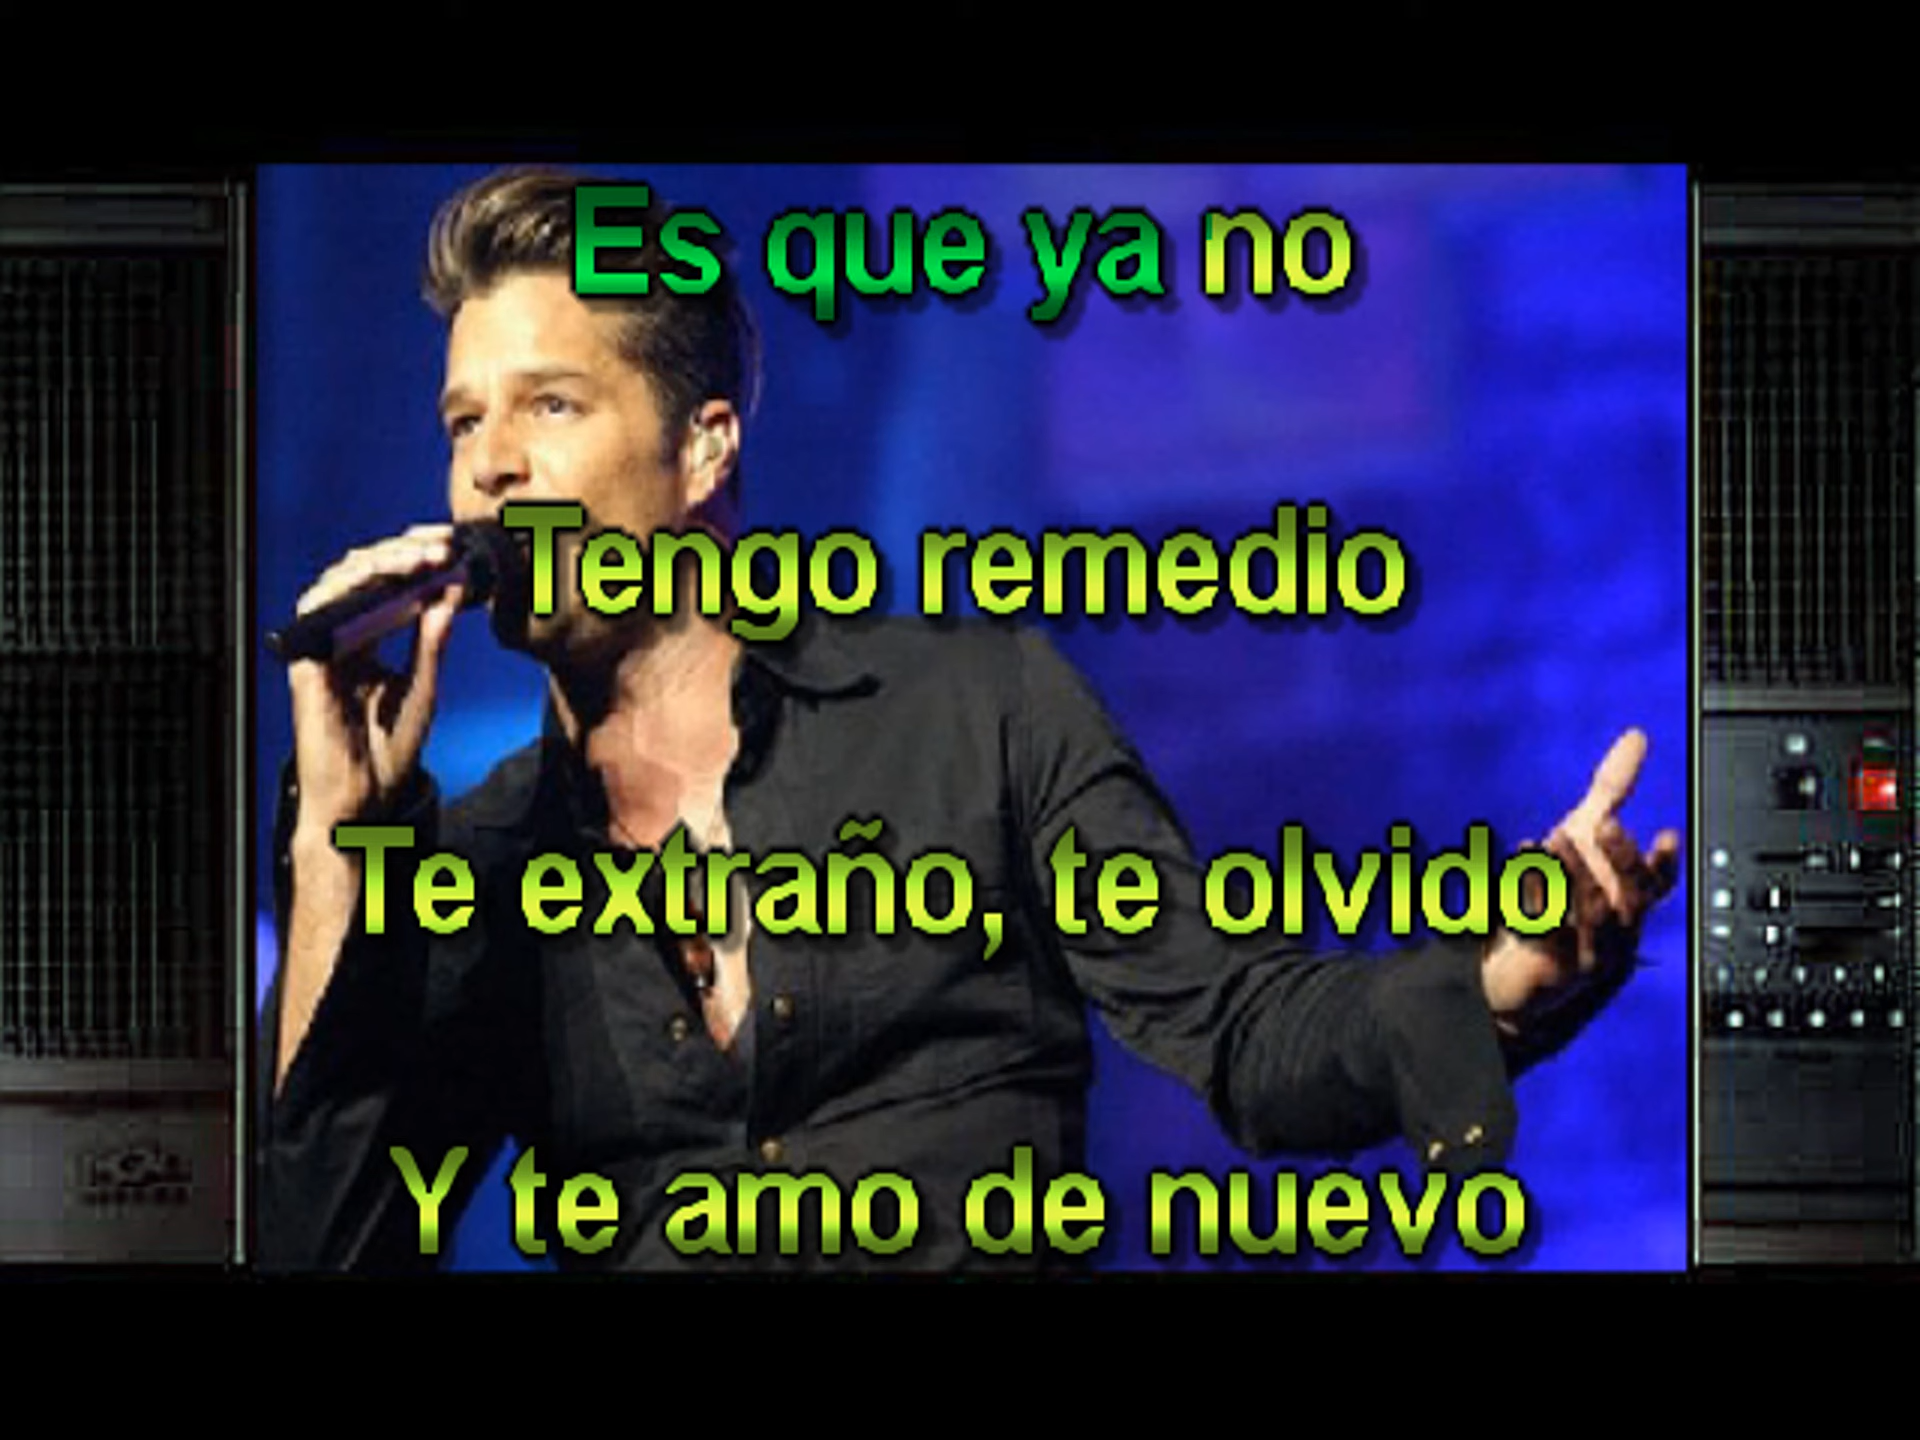 Es que ya no
Tengo remedio
Te extraño, te olvido
Y te amo de nuevo